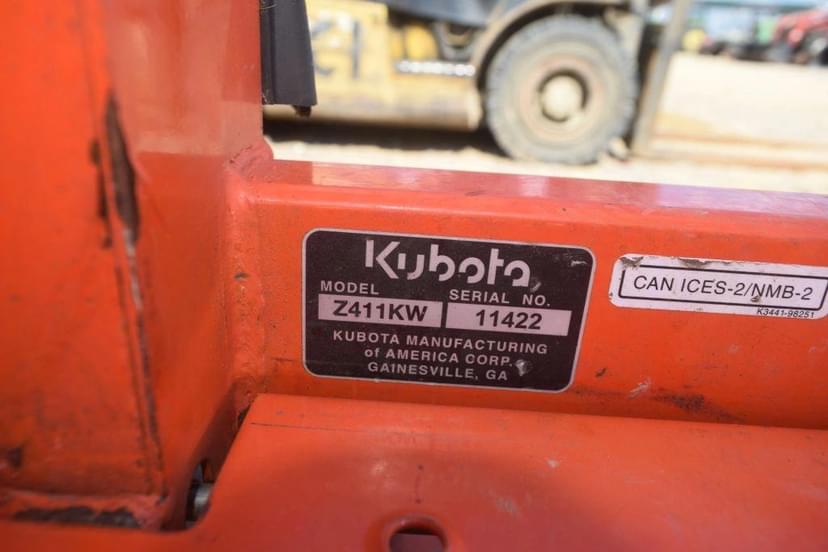 Kubota
MODEL SERIAL NO.
Z411KW 11422
KUBOTA MANUFACTURING
of AMERICA CORP.
GAINESVILLE, GA
CAN ICES-2/NMB-2
K3441-98251